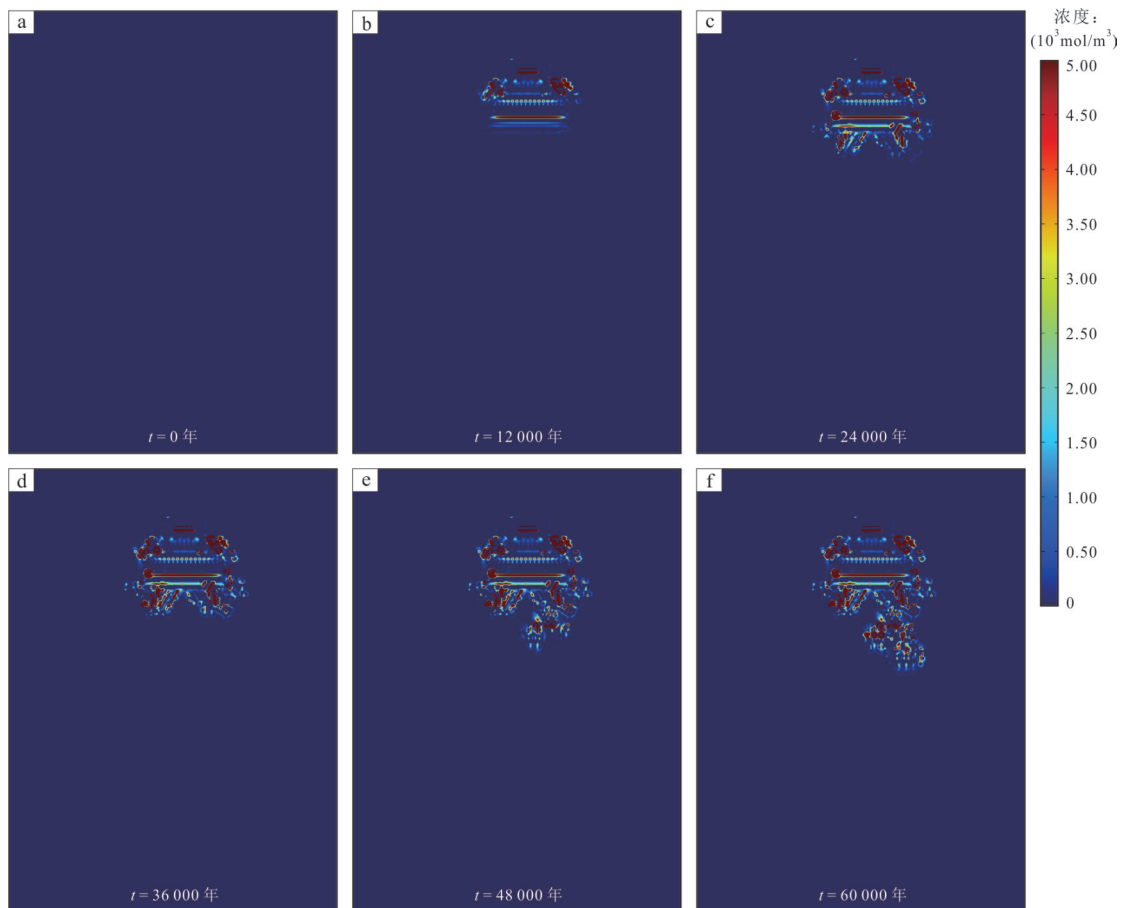 a
b
c
浓度：
(10³mol/m³)
5.00
4.50
4.00
3.50
3.00
2.50
2.00
1.50
1.00
0.50
0
t = 0 年
t = 12 000 年
t = 24 000 年
d
e
f
t = 36 000 年
t = 48 000 年
t = 60 000 年